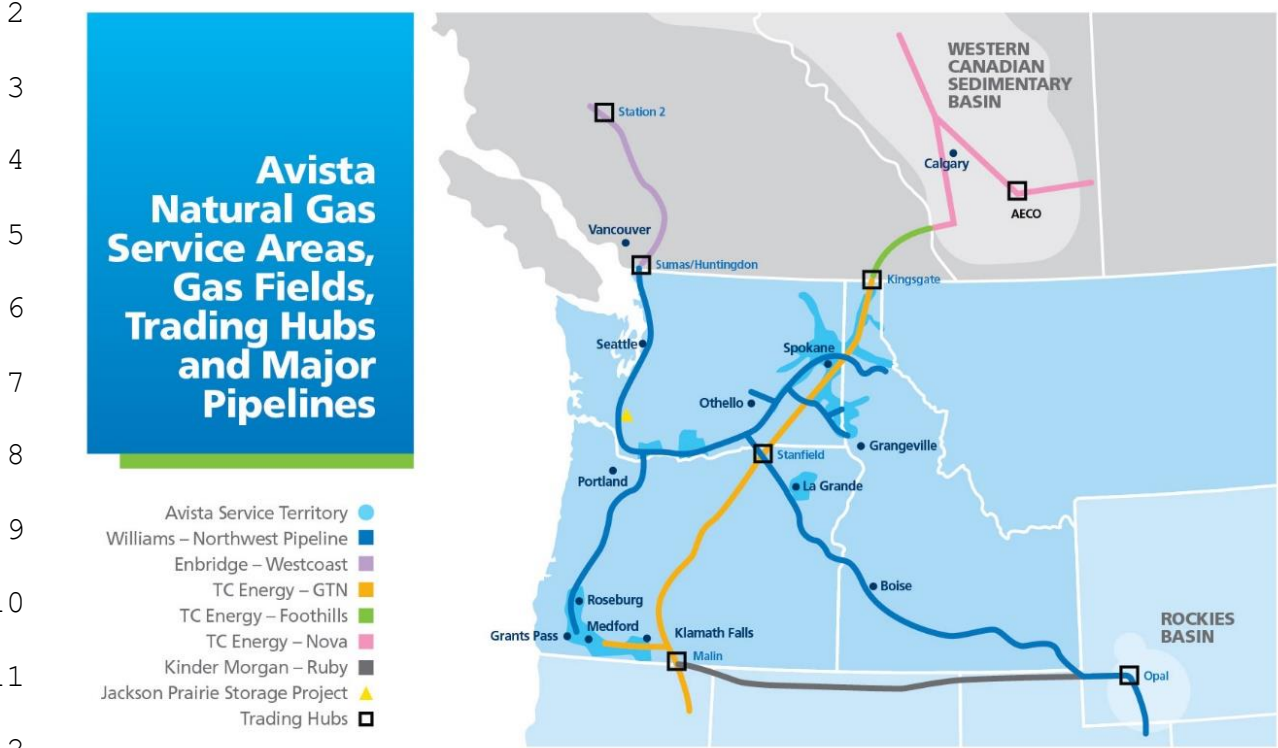 2
3
4
5
6
7
8
9
10
11
Avista
Natural Gas
Service Areas,
Gas Fields,
Trading Hubs
and Major
Pipelines
Avista Service Territory
Williams – Northwest Pipeline
Enbridge – Westcoast
TC Energy – GTN
TC Energy – Foothills
TC Energy – Nova
Kinder Morgan – Ruby
Jackson Prairie Storage Project
Trading Hubs
WESTERN
CANADIAN
SEDIMENTARY
BASIN
Station 2
Calgary
AECO
Vancouver
Sumas/Huntingdon
Kingsgate
Seattle
Spokane
Othello
Grangeville
Stanfield
Portland
La Grande
Boise
Roseburg
Medford
Grants Pass
Klamath Falls
Malin
ROCKIES
BASIN
Opal